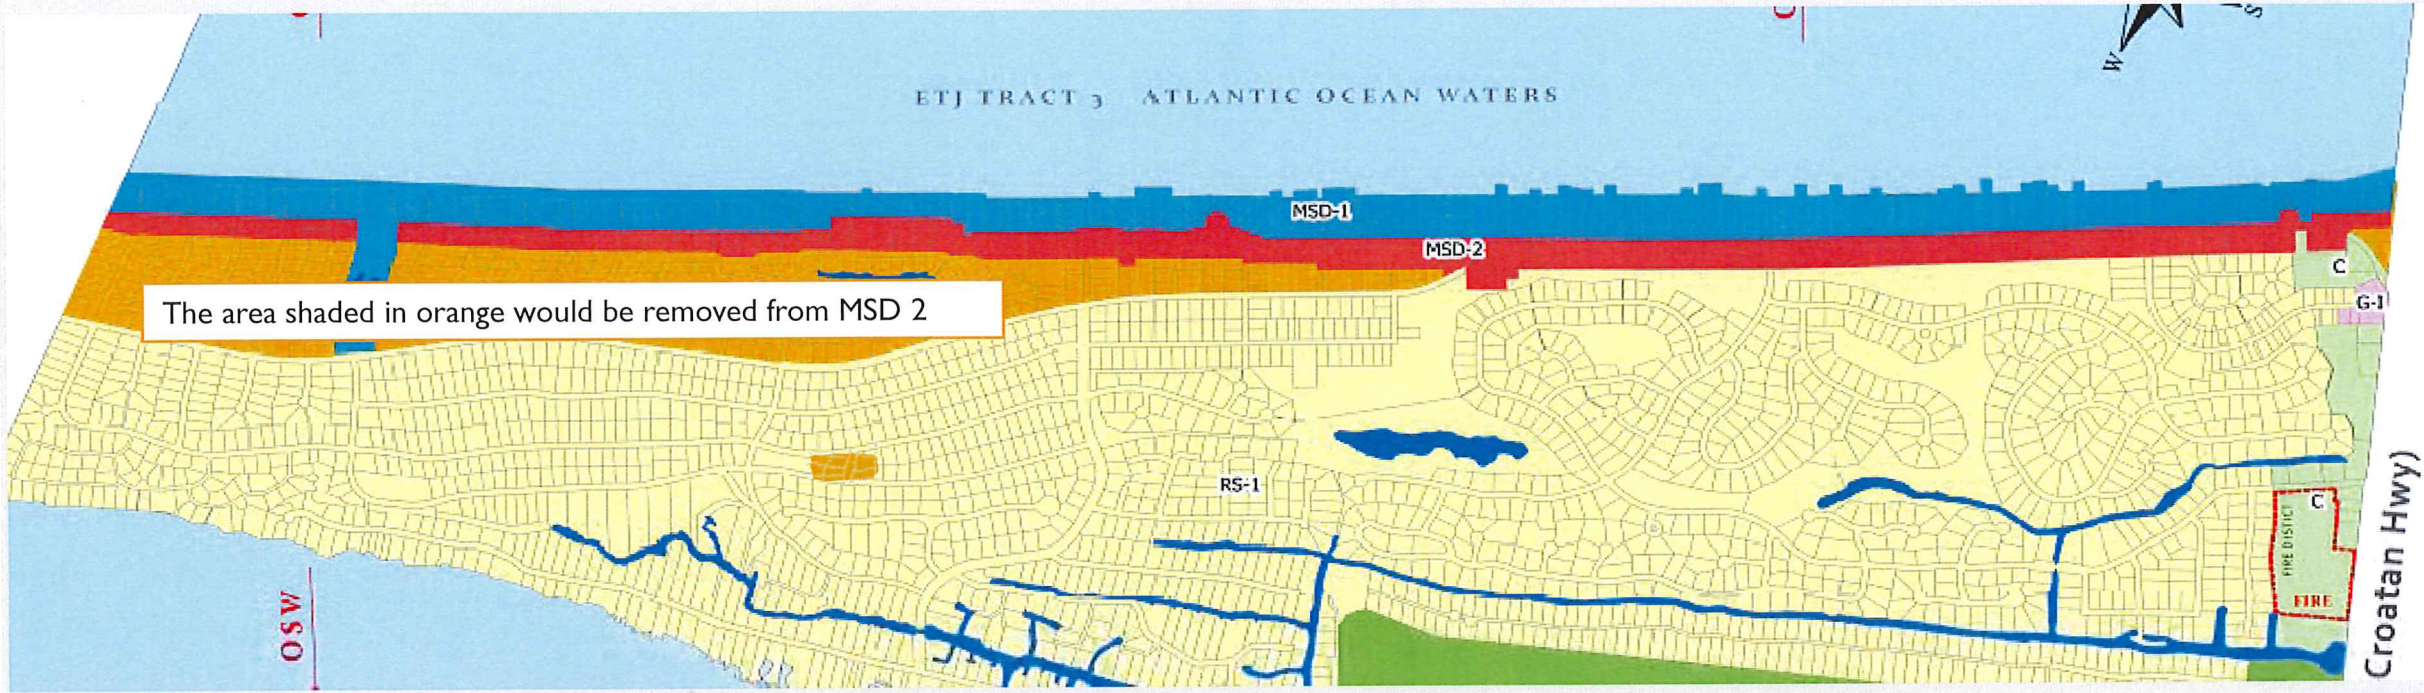 S
W
ETJ TRACT 3 ATLANTIC OCEAN WATERS
MSD-1
MSD-2
C
G-1
The area shaded in orange would be removed from MSD 2
RS-1
C
FIRE DISTICT
FIRE
OSW
Croatan Hwy)